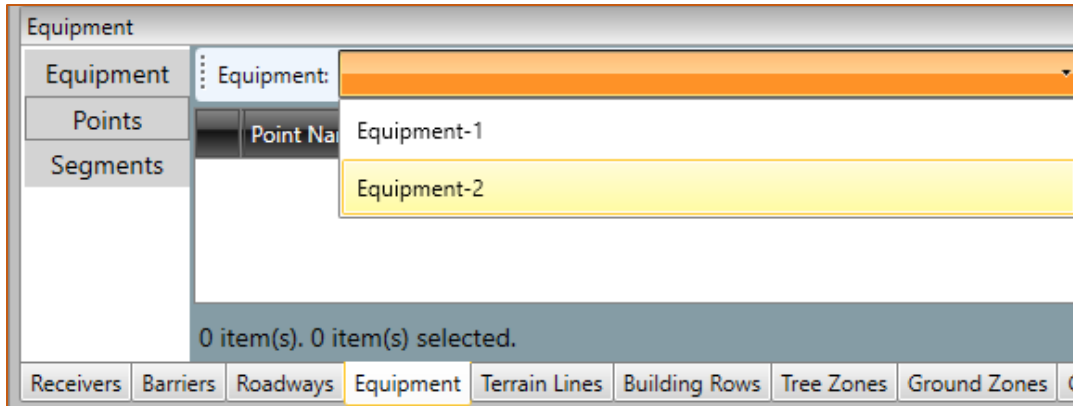 Equipment
Equipment
Points
Segments
Equipment:
Point Na
Equipment-1
Equipment-2
0 item(s). 0 item(s) selected.
Receivers Barriers Roadways Equipment Terrain Lines Building Rows Tree Zones Ground Zones